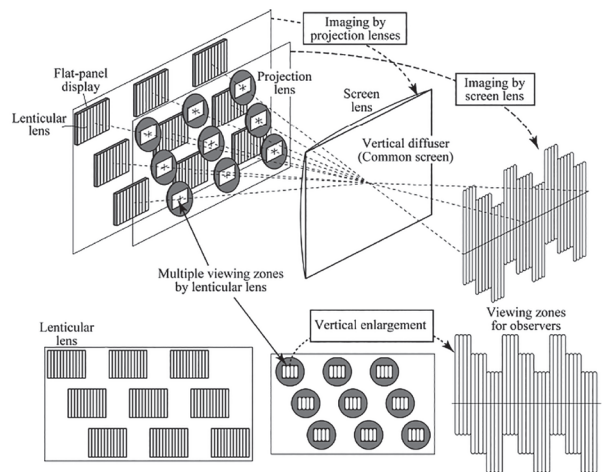 Imaging by
projection lenses
Flat-panel
display
Projection
lens
Lenticular
lens
Screen
lens
Imaging by
screen lens
Vertical diffuser
(Common screen)
Multiple viewing zones
by lenticular lens
Lenticular
lens
Vertical enlargement
Viewing zones
for observers